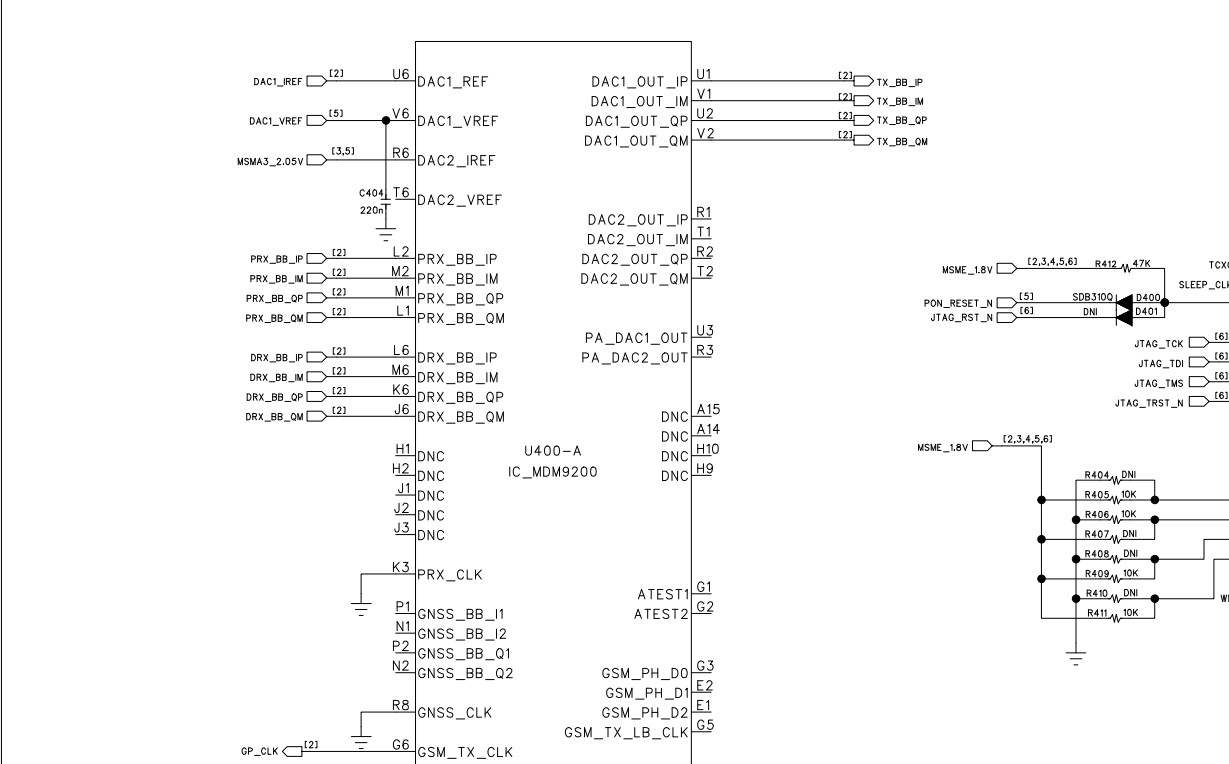 DAC1_IREF [2] U6 DAC1_REF DAC1_OUT_IP U1 [2] TX_BB_IP
DAC1_OUT_IM V1 [2] TX_BB_IM
DAC1_VREF [5] V6 DAC1_VREF DAC1_OUT_QP U2 [2] TX_BB_QP
DAC1_OUT_QM V2 [2] TX_BB_QM
MSMA3_2.05V [3,5] R6 DAC2_IREF
C404 T6 DAC2_VREF
220n
DAC2_OUT_IP R1
DAC2_OUT_IM T1
PRX_BB_IP [2] L2 PRX_BB_IP DAC2_OUT_QP R2
PRX_BB_IM [2] M2 PRX_BB_IM DAC2_OUT_QM T2
PRX_BB_QP [2] M1 PRX_BB_QP
PRX_BB_QM [2] L1 PRX_BB_QM
PA_DAC1_OUT U3
DRX_BB_IP [2] L6 DRX_BB_IP PA_DAC2_OUT R3
DRX_BB_IM [2] M6 DRX_BB_IM
DRX_BB_QP [2] K6 DRX_BB_QP
DRX_BB_QM [2] J6 DRX_BB_QM DNC A15
DNC A14
H1 DNC U400-A DNC H10
H2 DNC IC_MDM9200 DNC H9
J1 DNC
J2 DNC
J3 DNC
K3 PRX_CLK
ATEST1 G1
P1 GNSS_BB_I1 ATEST2 G2
N1 GNSS_BB_I2
P2 GNSS_BB_Q1
N2 GNSS_BB_Q2 GSM_PH_D0 G3
GSM_PH_D1 E2
R8 GNSS_CLK GSM_PH_D2 E1
GSM_TX_LB_CLK G5
GP_CLK [2] G6 GSM_TX_CLK
MSME_1.8V [2,3,4,5,6] R412 47K TCXO
SLEEP_CLK
PON_RESET_N [5] SDB310Q D400
JTAG_RST_N [6] DNI D401
JTAG_TCK [6]
JTAG_TDI [6]
JTAG_TMS [6]
JTAG_TRST_N [6]
MSME_1.8V [2,3,4,5,6]
R404 DNI
R405 10K
R406 10K
R407 DNI
R408 DNI
R409 10K
R410 DNI
R411 10K